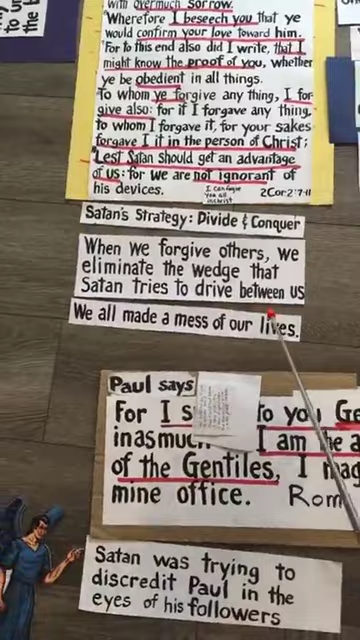 with overmuch sorrow.
Wherefore I beseech you that ye
would confirm your love toward him.
For to this end also did I write, that I
might know the proof of you, whether
ye be obedient in all things.
To whom ye forgive any thing, I for
give also: for if I forgave any thing,
to whom I forgave it, for your sakes
forgave I it in the person of Christ;
Lest Satan should get an advantage
of us: for we are not ignorant of
his devices.
2Cor 2:7-11
Satan's Strategy: Divide & Conquer
When we forgive others, we
eliminate the wedge that
Satan tries to drive between us
We all made a mess of our lives.
Paul says
For I s to you Ge
inasmuc I am he a
of the Gentiles, I mag
mine office. Rom
Satan was trying to
discredit Paul in the
eyes of his followers